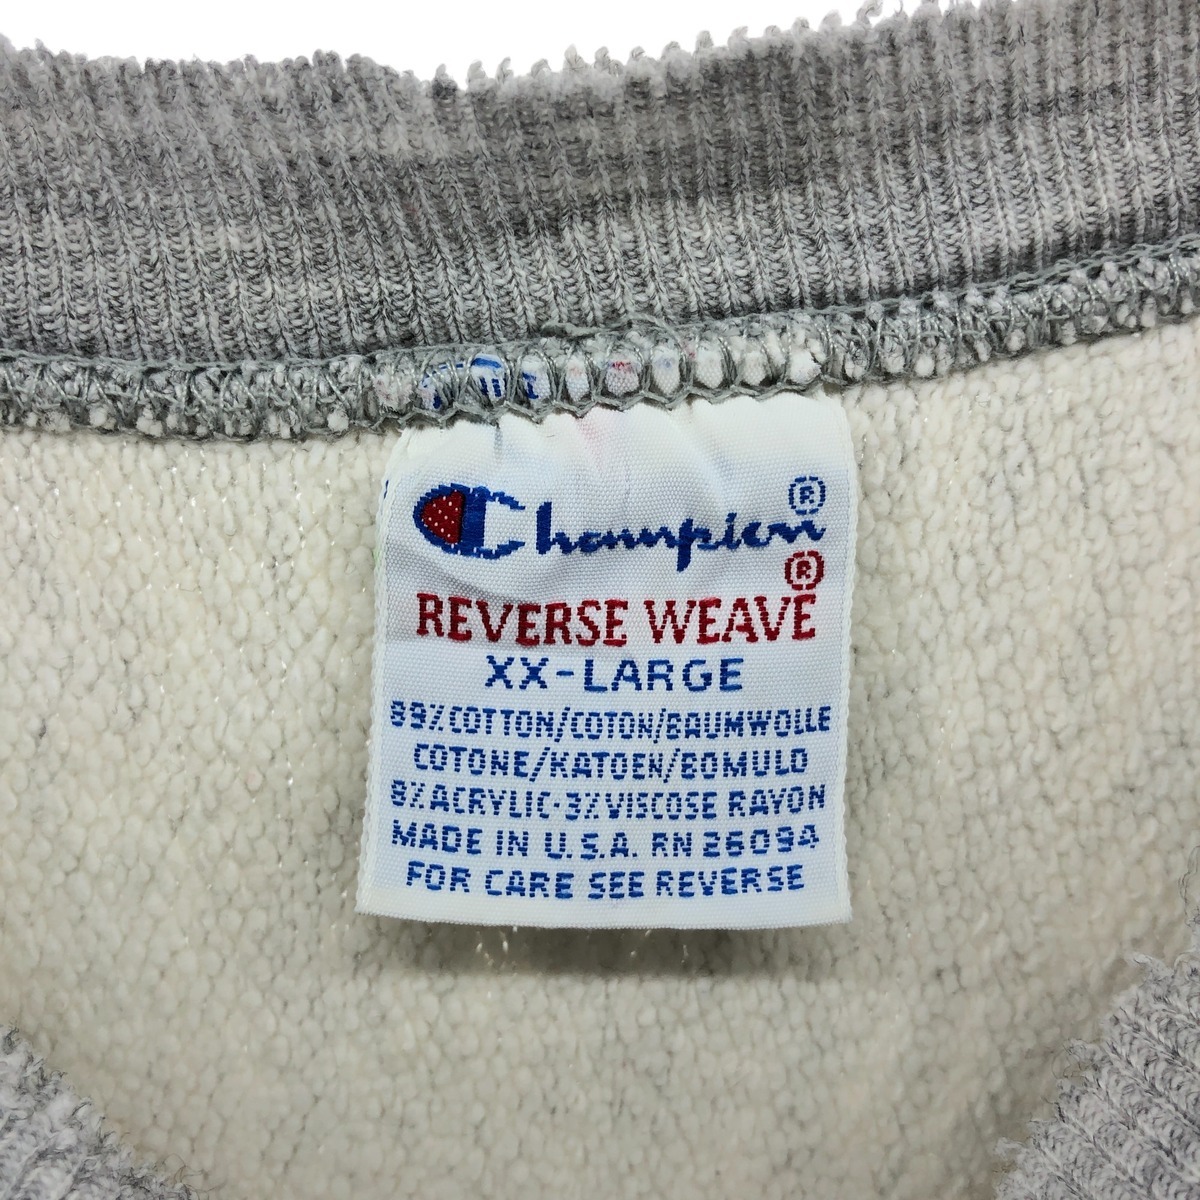 Champion®
REVERSE WEAVE®
XX-LARGE
89% COTTON/COTON/BAUMWOLLE
COTONE/KATOEN/BOMULD
8% ACRYLIC·3% VISCOSE RAYON
MADE IN U.S.A. RN 26094
FOR CARE SEE REVERSE